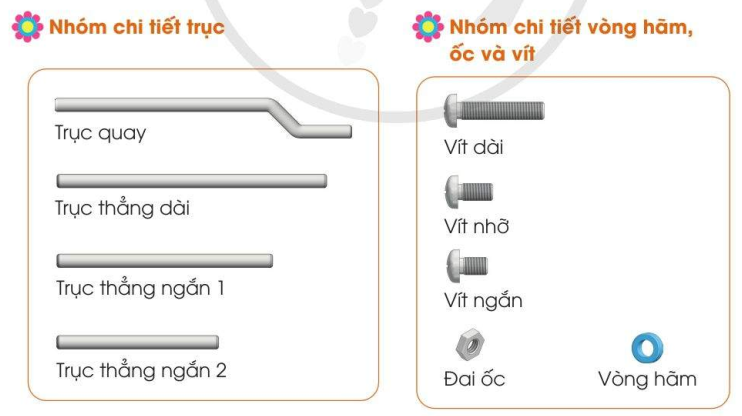 Nhóm chi tiết trục
Trục quay
Trục thẳng dài
Trục thẳng ngắn 1
Trục thẳng ngắn 2
Nhóm chi tiết vòng hãm,
ốc và vít
Vít dài
Vít nhỡ
Vít ngắn
Đai ốc
Vòng hãm